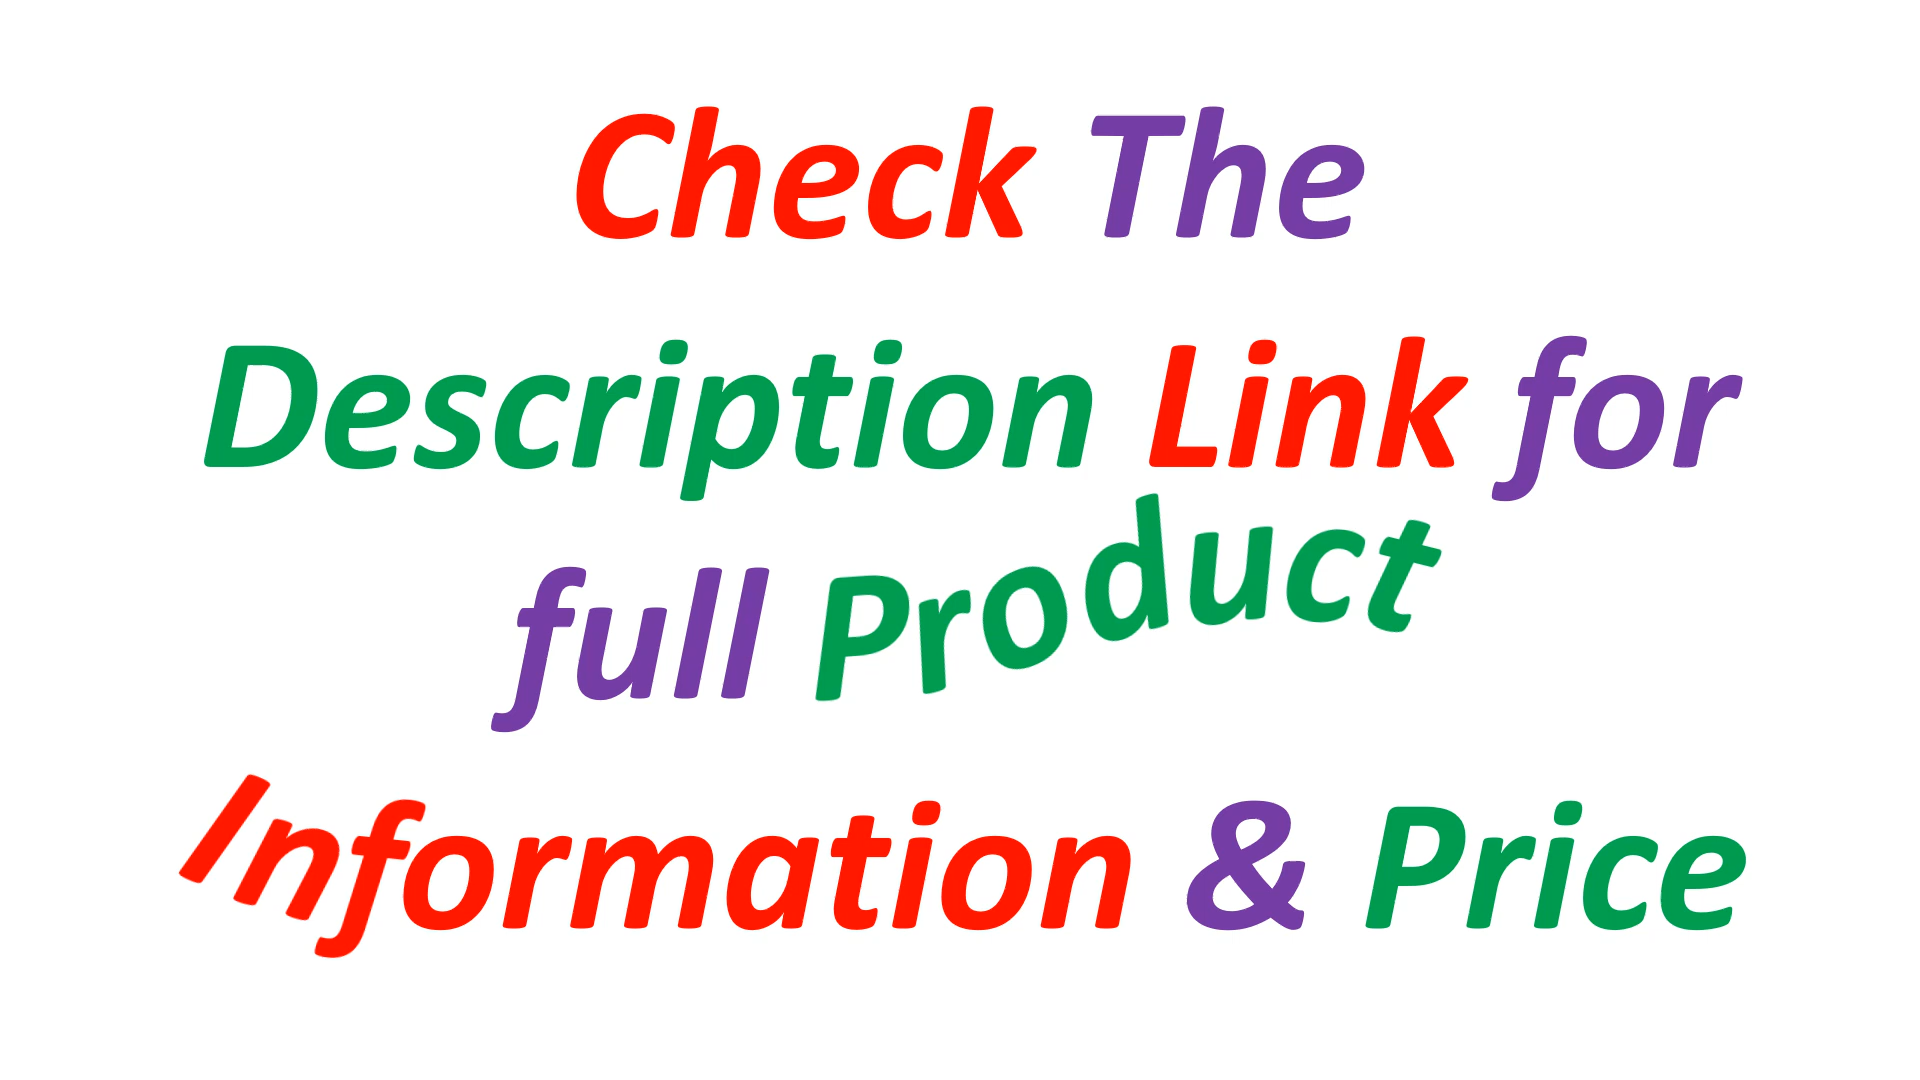 Check The
Description Link for
full Product
Information & Price